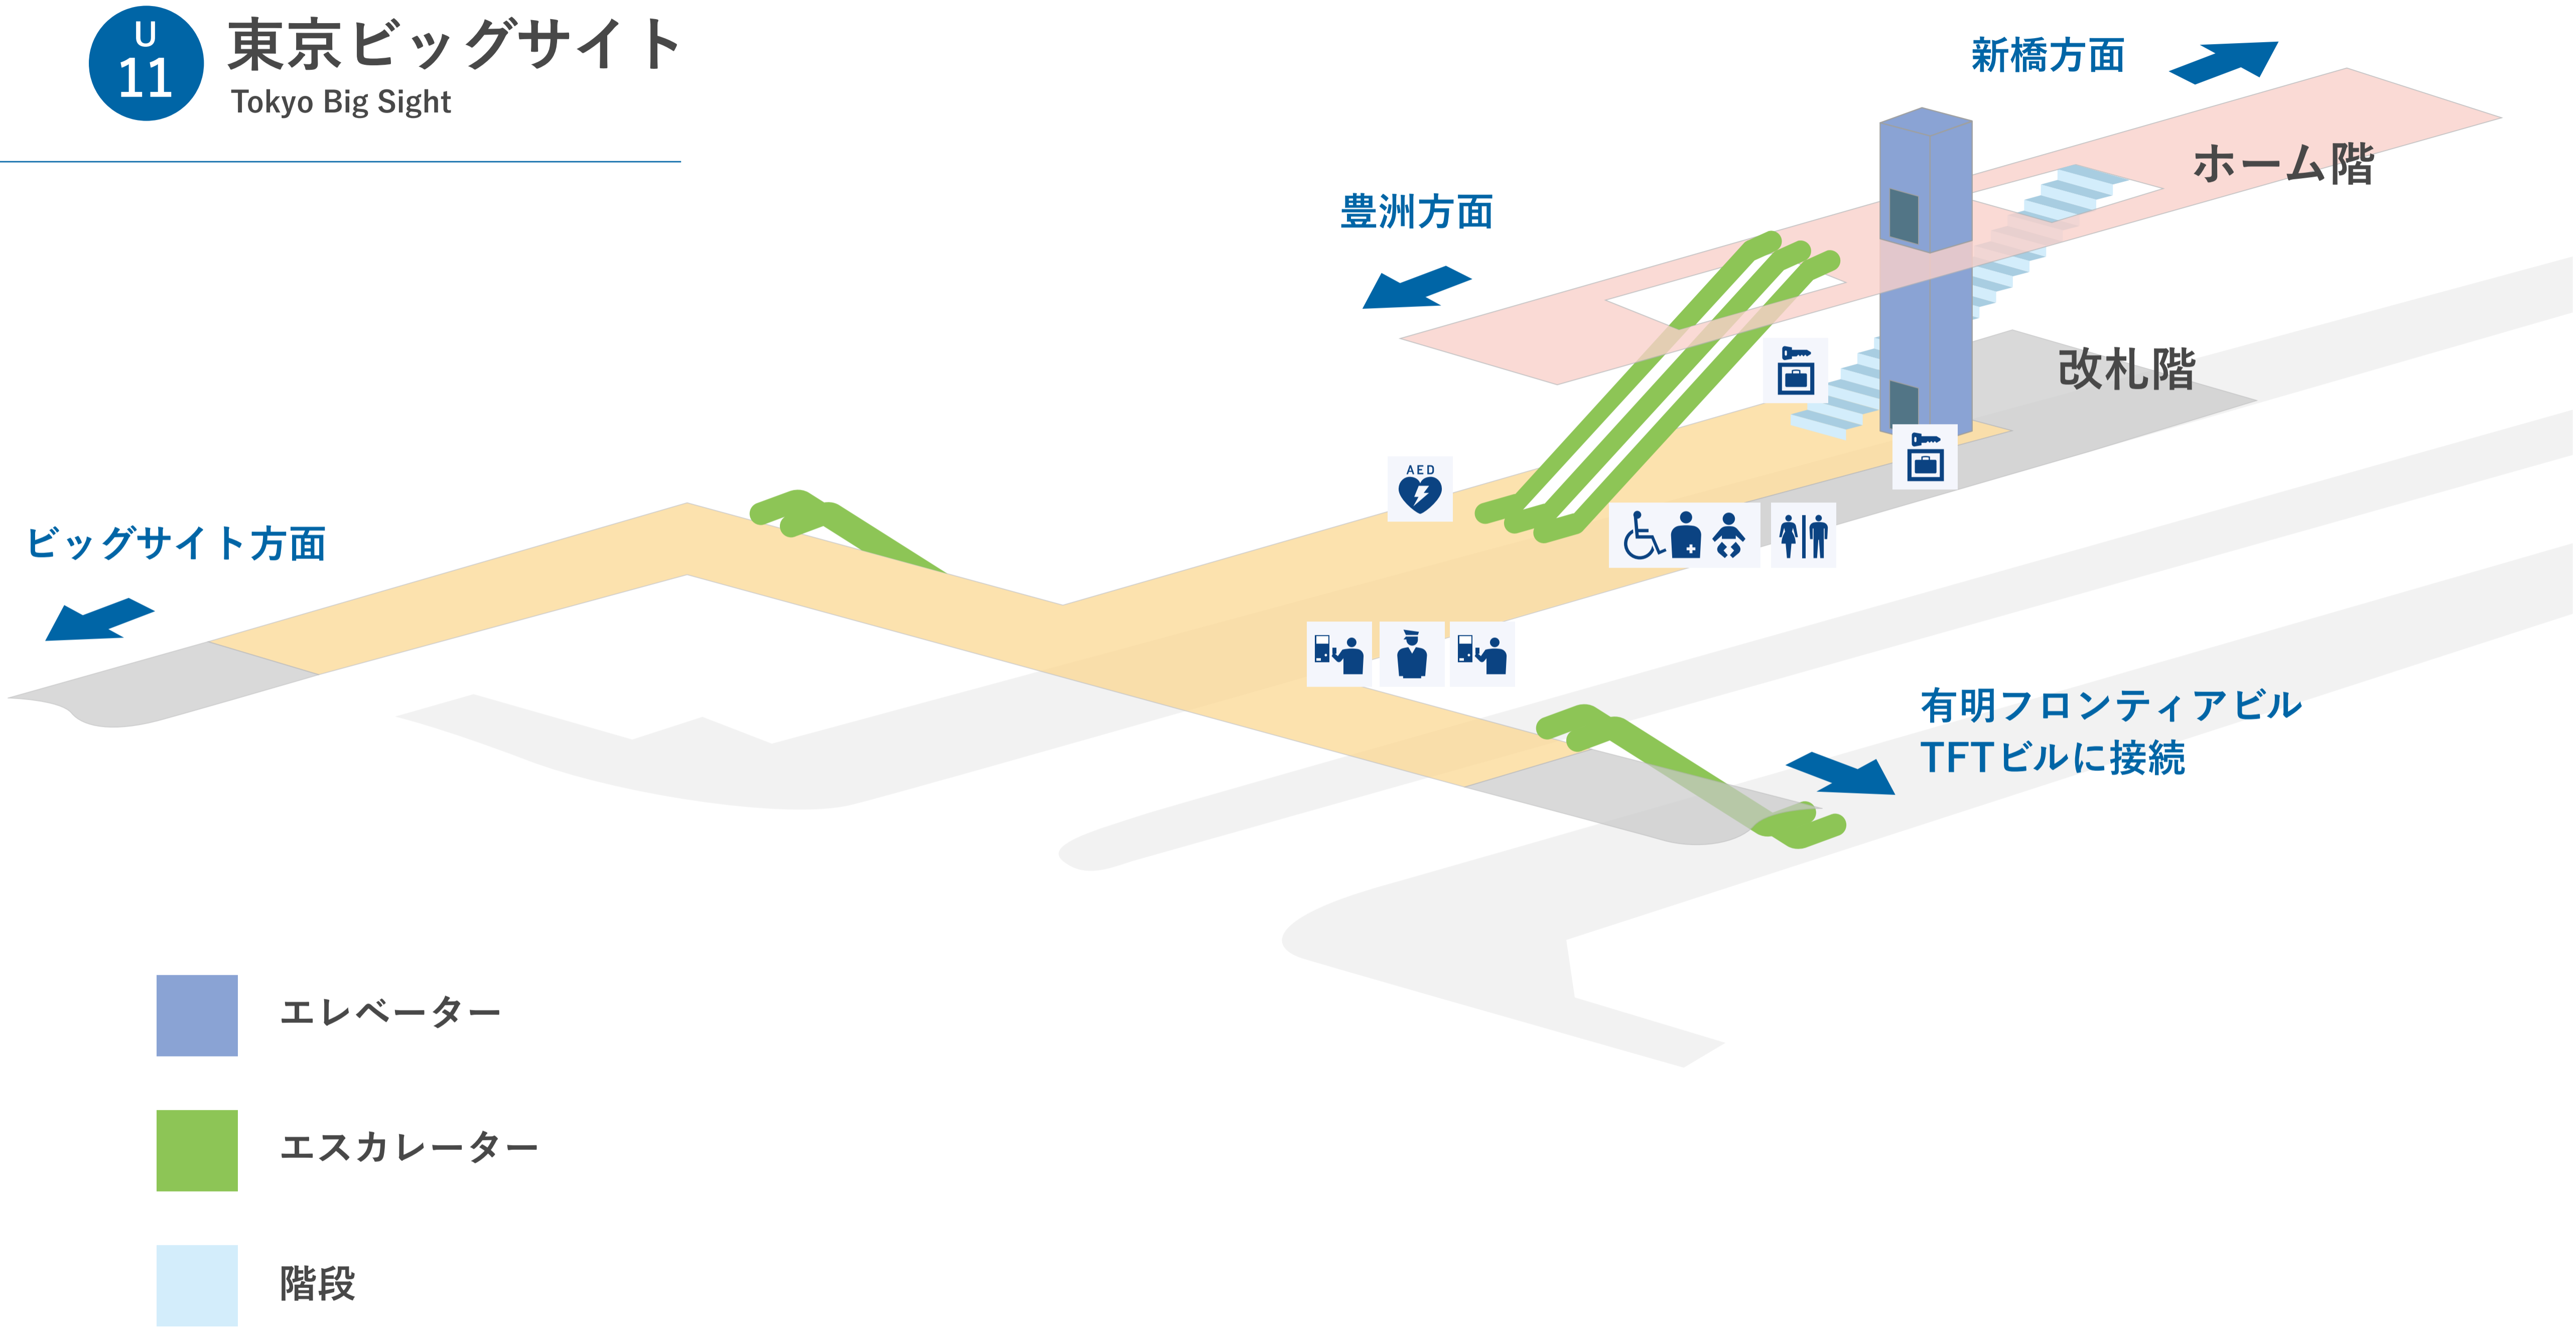 U
11
東京ビッグサイト
Tokyo Big Sight
新橋方面
ホーム階
豊洲方面
改札階
AED
ビッグサイト方面
有明フロンティアビル
TFTビルに接続
エレベーター
エスカレーター
階段